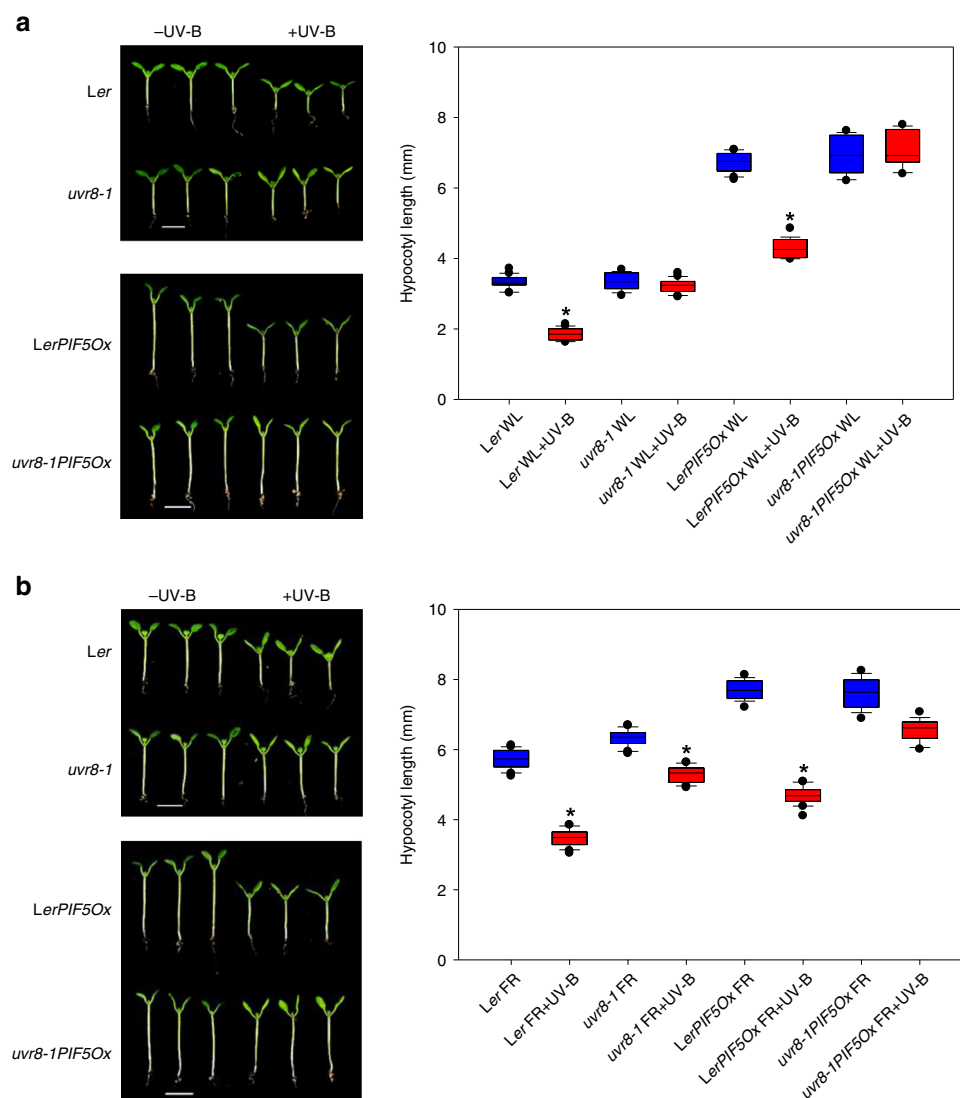 a
–UV-B +UV-B
Ler
uvr8-1
LerPIF5Ox
uvr8-1PIF5Ox
Hypocotyl length (mm)
10
8
6
4
2
0
*
*
Ler WL
Ler WL+UV-B
uvr8-1 WL
uvr8-1 WL+UV-B
LerPIF5Ox WL
LerPIF5Ox WL+UV-B
uvr8-1PIF5Ox WL
uvr8-1PIF5Ox WL+UV-B
b
–UV-B +UV-B
Ler
uvr8-1
LerPIF5Ox
uvr8-1PIF5Ox
Hypocotyl length (mm)
10
8
6
4
2
0
*
*
*
Ler FR
Ler FR+UV-B
uvr8-1 FR
uvr8-1 FR+UV-B
LerPIF5Ox FR
LerPIF5Ox FR+UV-B
uvr8-1PIF5Ox FR
uvr8-1PIF5Ox FR+UV-B